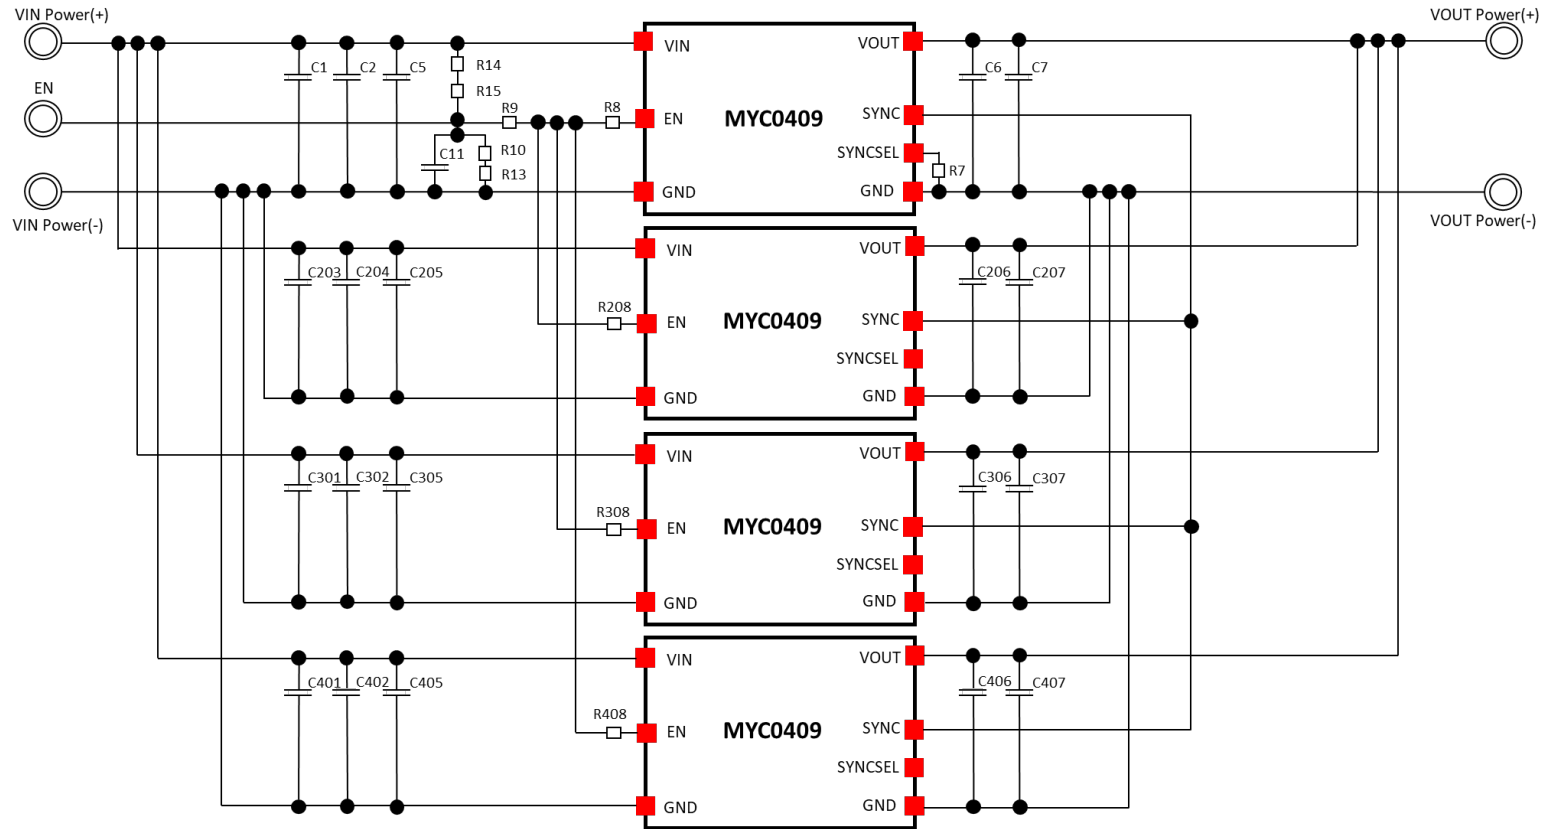 VIN Power(+)
VOUT Power(+)
VIN
VOUT
C1
C2
C5
R14
C6
C7
EN
R15
R9
R8
EN
MYC0409
SYNC
C11
R10
SYNCSEL
R13
R7
GND
GND
VIN Power(-)
VOUT Power(-)
VIN
VOUT
C203
C204
C205
C206
C207
R208
EN
MYC0409
SYNC
SYNCSEL
GND
GND
VIN
VOUT
C301
C302
C305
C306
C307
R308
EN
MYC0409
SYNC
SYNCSEL
GND
GND
VIN
VOUT
C401
C402
C405
C406
C407
R408
EN
MYC0409
SYNC
SYNCSEL
GND
GND